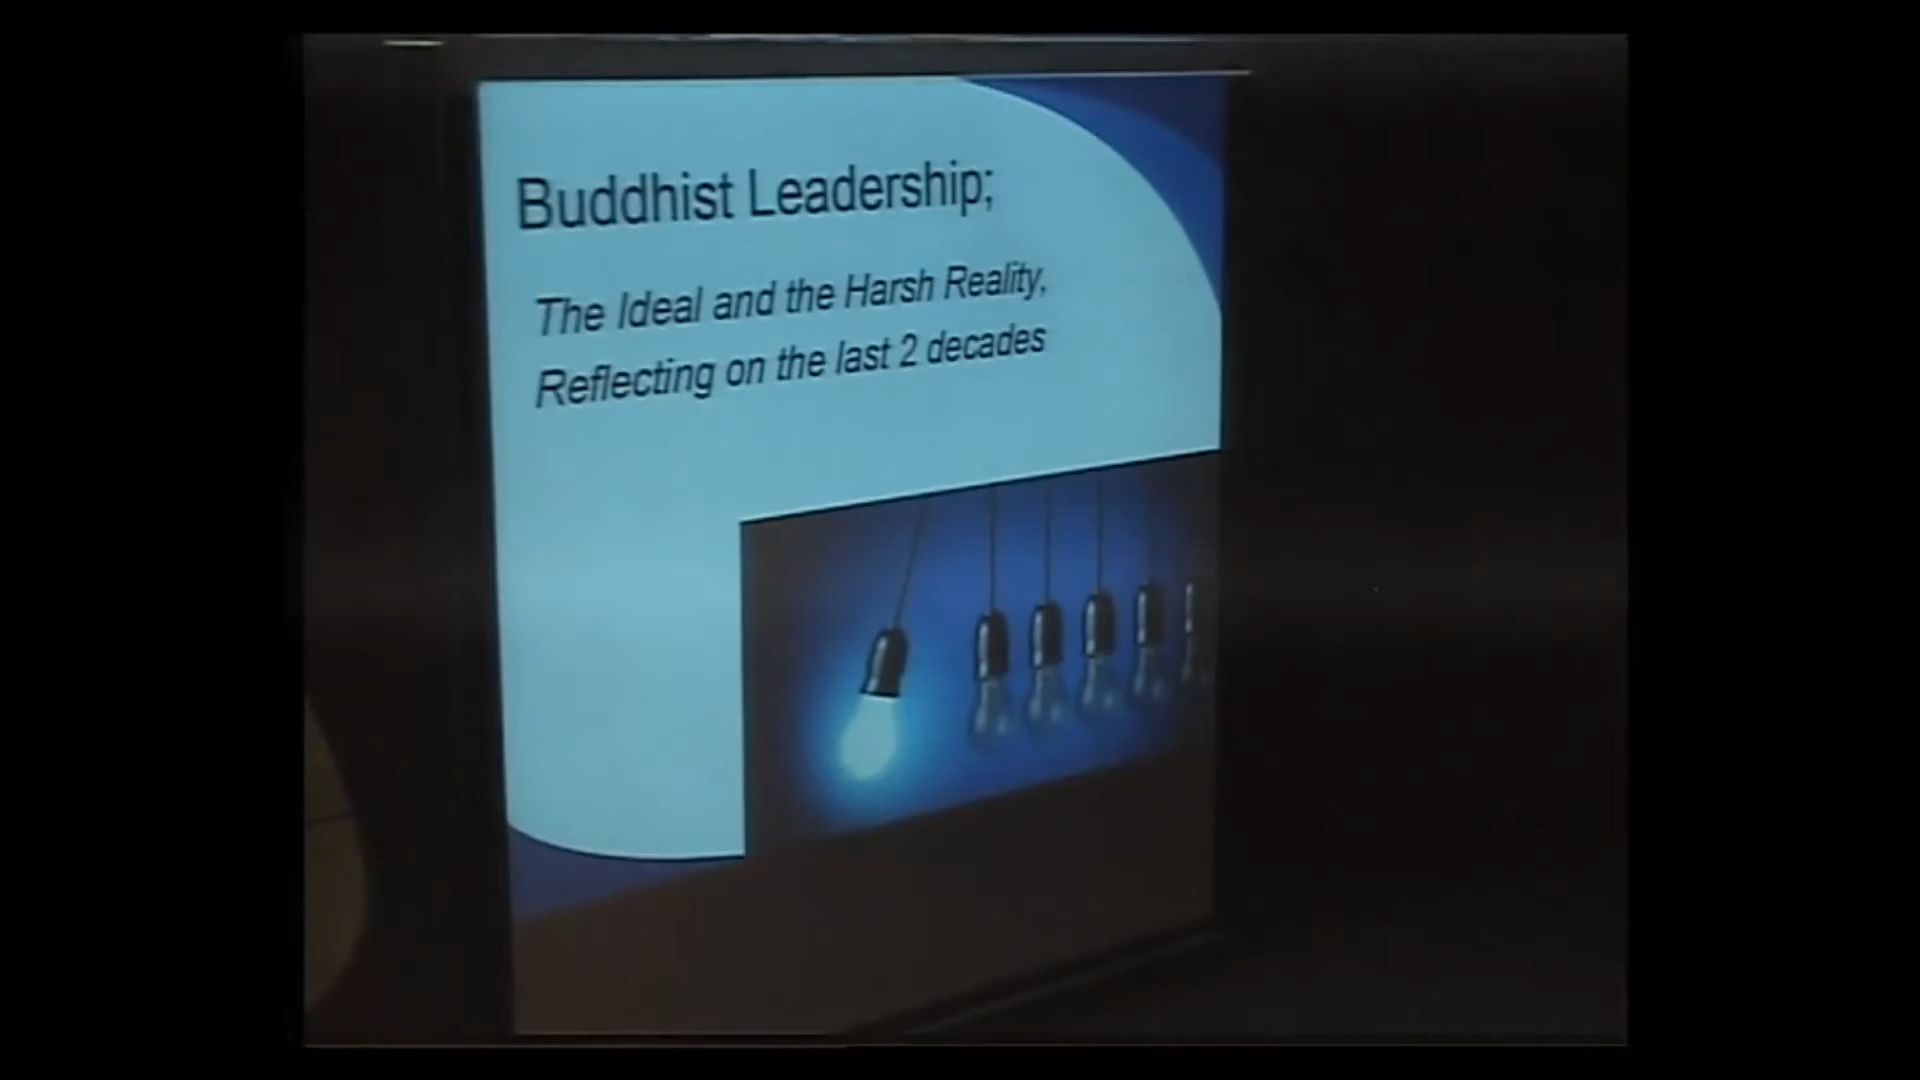 Buddhist Leadership;
The Ideal and the Harsh Reality,
Reflecting on the last 2 decades